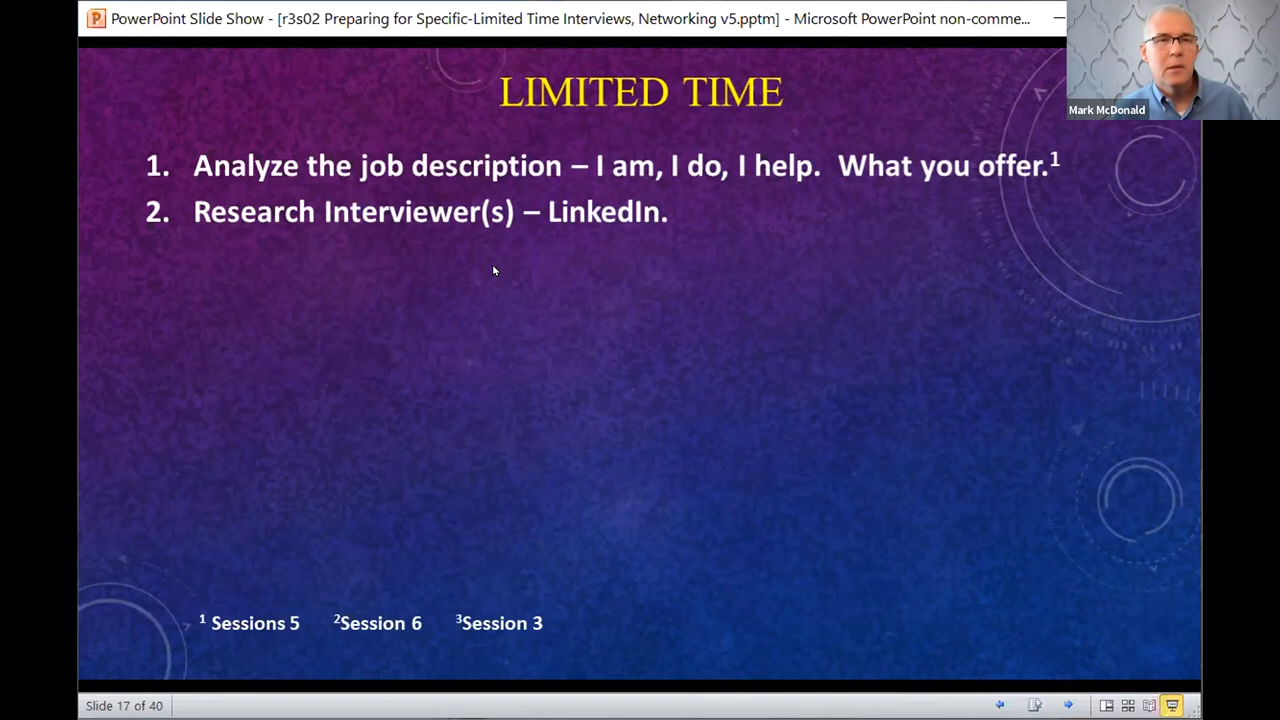 PowerPoint Slide Show - [r3s02 Preparing for Specific-Limited Time Interviews, Networking v5.pptm] - Microsoft PowerPoint non-comme...
Mark McDonald
LIMITED TIME
1. Analyze the job description – I am, I do, I help. What you offer.¹
2. Research Interviewer(s) – LinkedIn.
¹ Sessions 5 ²Session 6 ³Session 3
Slide 17 of 40